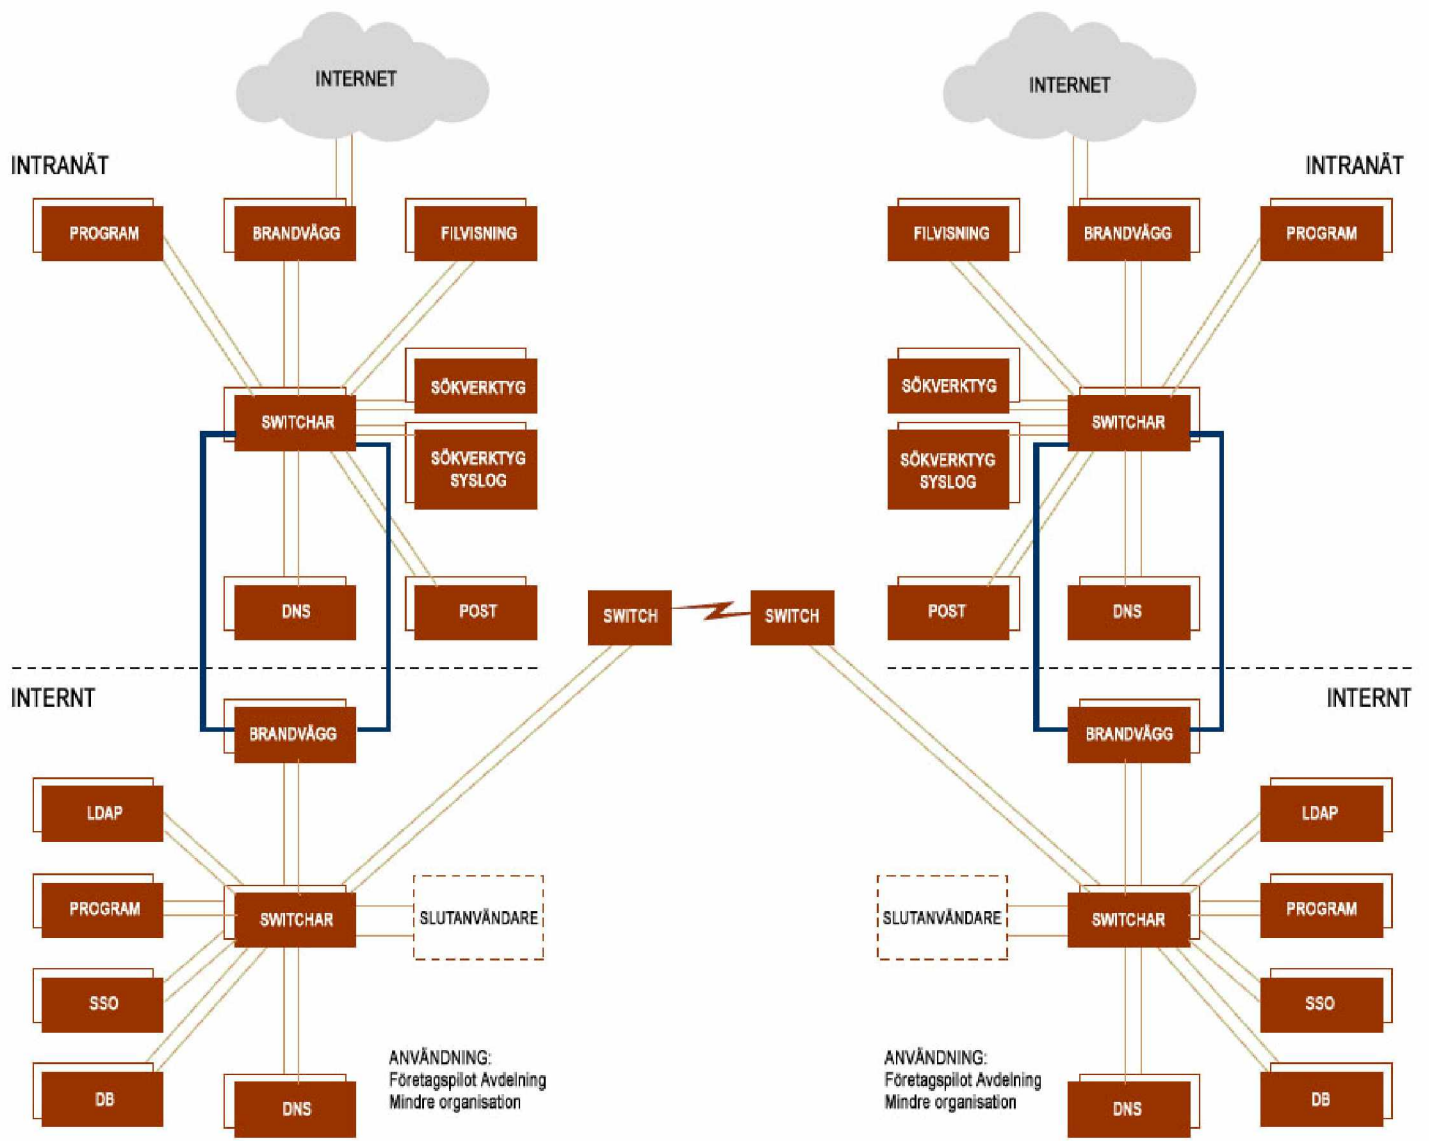 INTERNET
INTERNET
INTRANÄT
INTRANÄT
PROGRAM
BRANDVÄGG
FILVISNING
FILVISNING
BRANDVÄGG
PROGRAM
SÖKVERKTYG
SÖKVERKTYG
SWITCHAR
SWITCHAR
SÖKVERKTYG
SYSLOG
SÖKVERKTYG
SYSLOG
DNS
POST
SWITCH
SWITCH
POST
DNS
INTERNT
INTERNT
BRANDVÄGG
BRANDVÄGG
LDAP
LDAP
PROGRAM
SWITCHAR
SLUTANVÄNDARE
SLUTANVÄNDARE
SWITCHAR
PROGRAM
SSO
SSO
ANVÄNDNING:
Företagspilot Avdelning
Mindre organisation
ANVÄNDNING:
Företagspilot Avdelning
Mindre organisation
DB
DNS
DNS
DB